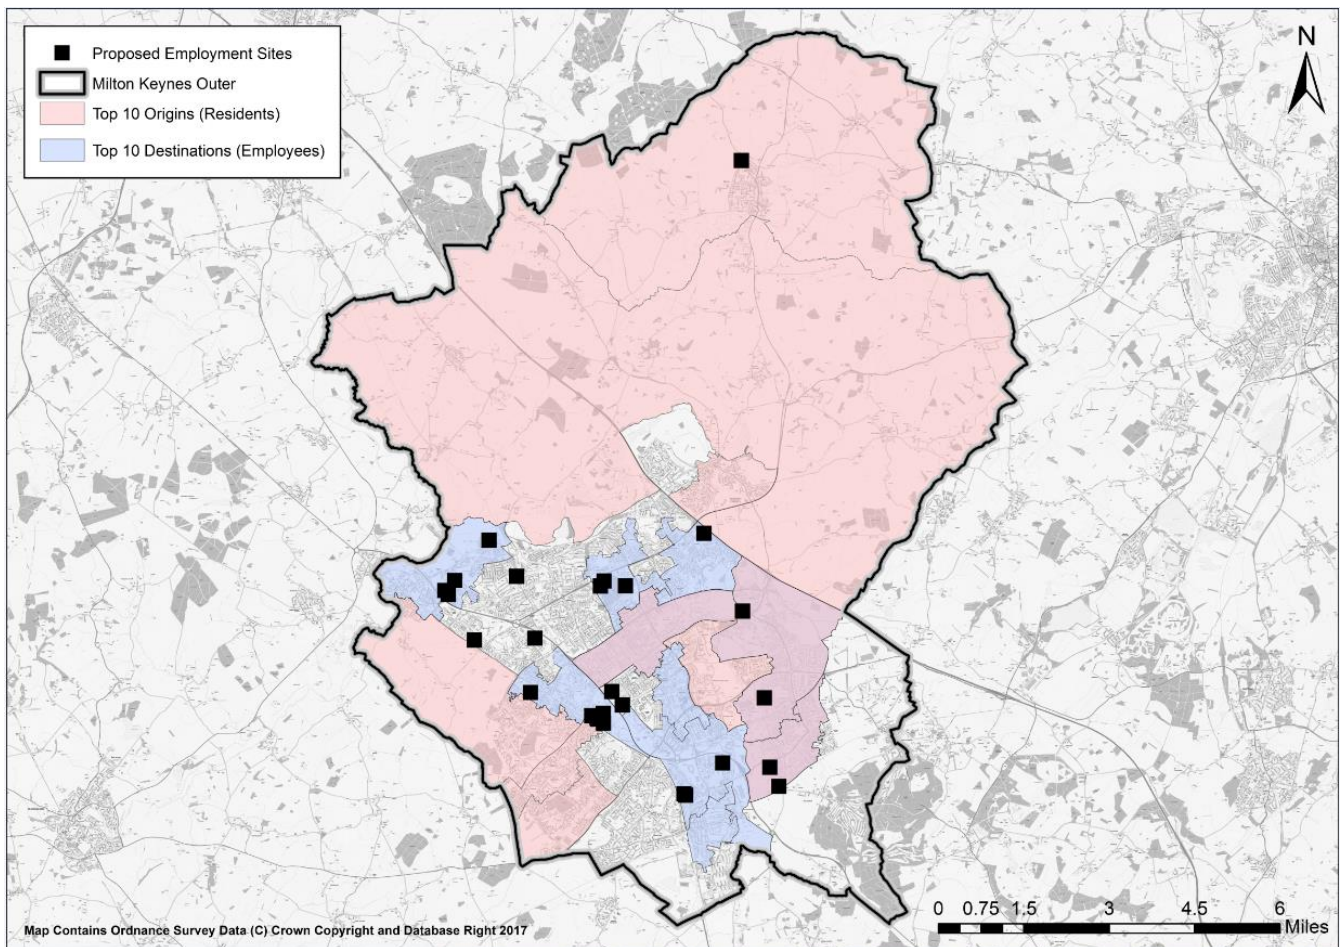 Proposed Employment Sites
Milton Keynes Outer
Top 10 Origins (Residents)
Top 10 Destinations (Employees)
N
0 0.75 1.5 3 4.5 6
Miles
Map Contains Ordnance Survey Data (C) Crown Copyright and Database Right 2017